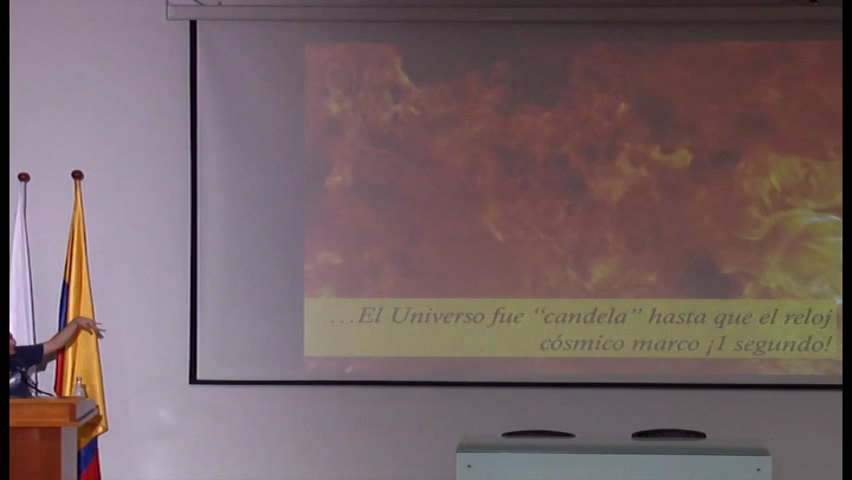 ...El Universo fue “candela” hasta que el reloj
cósmico marco ¡1 segundo!